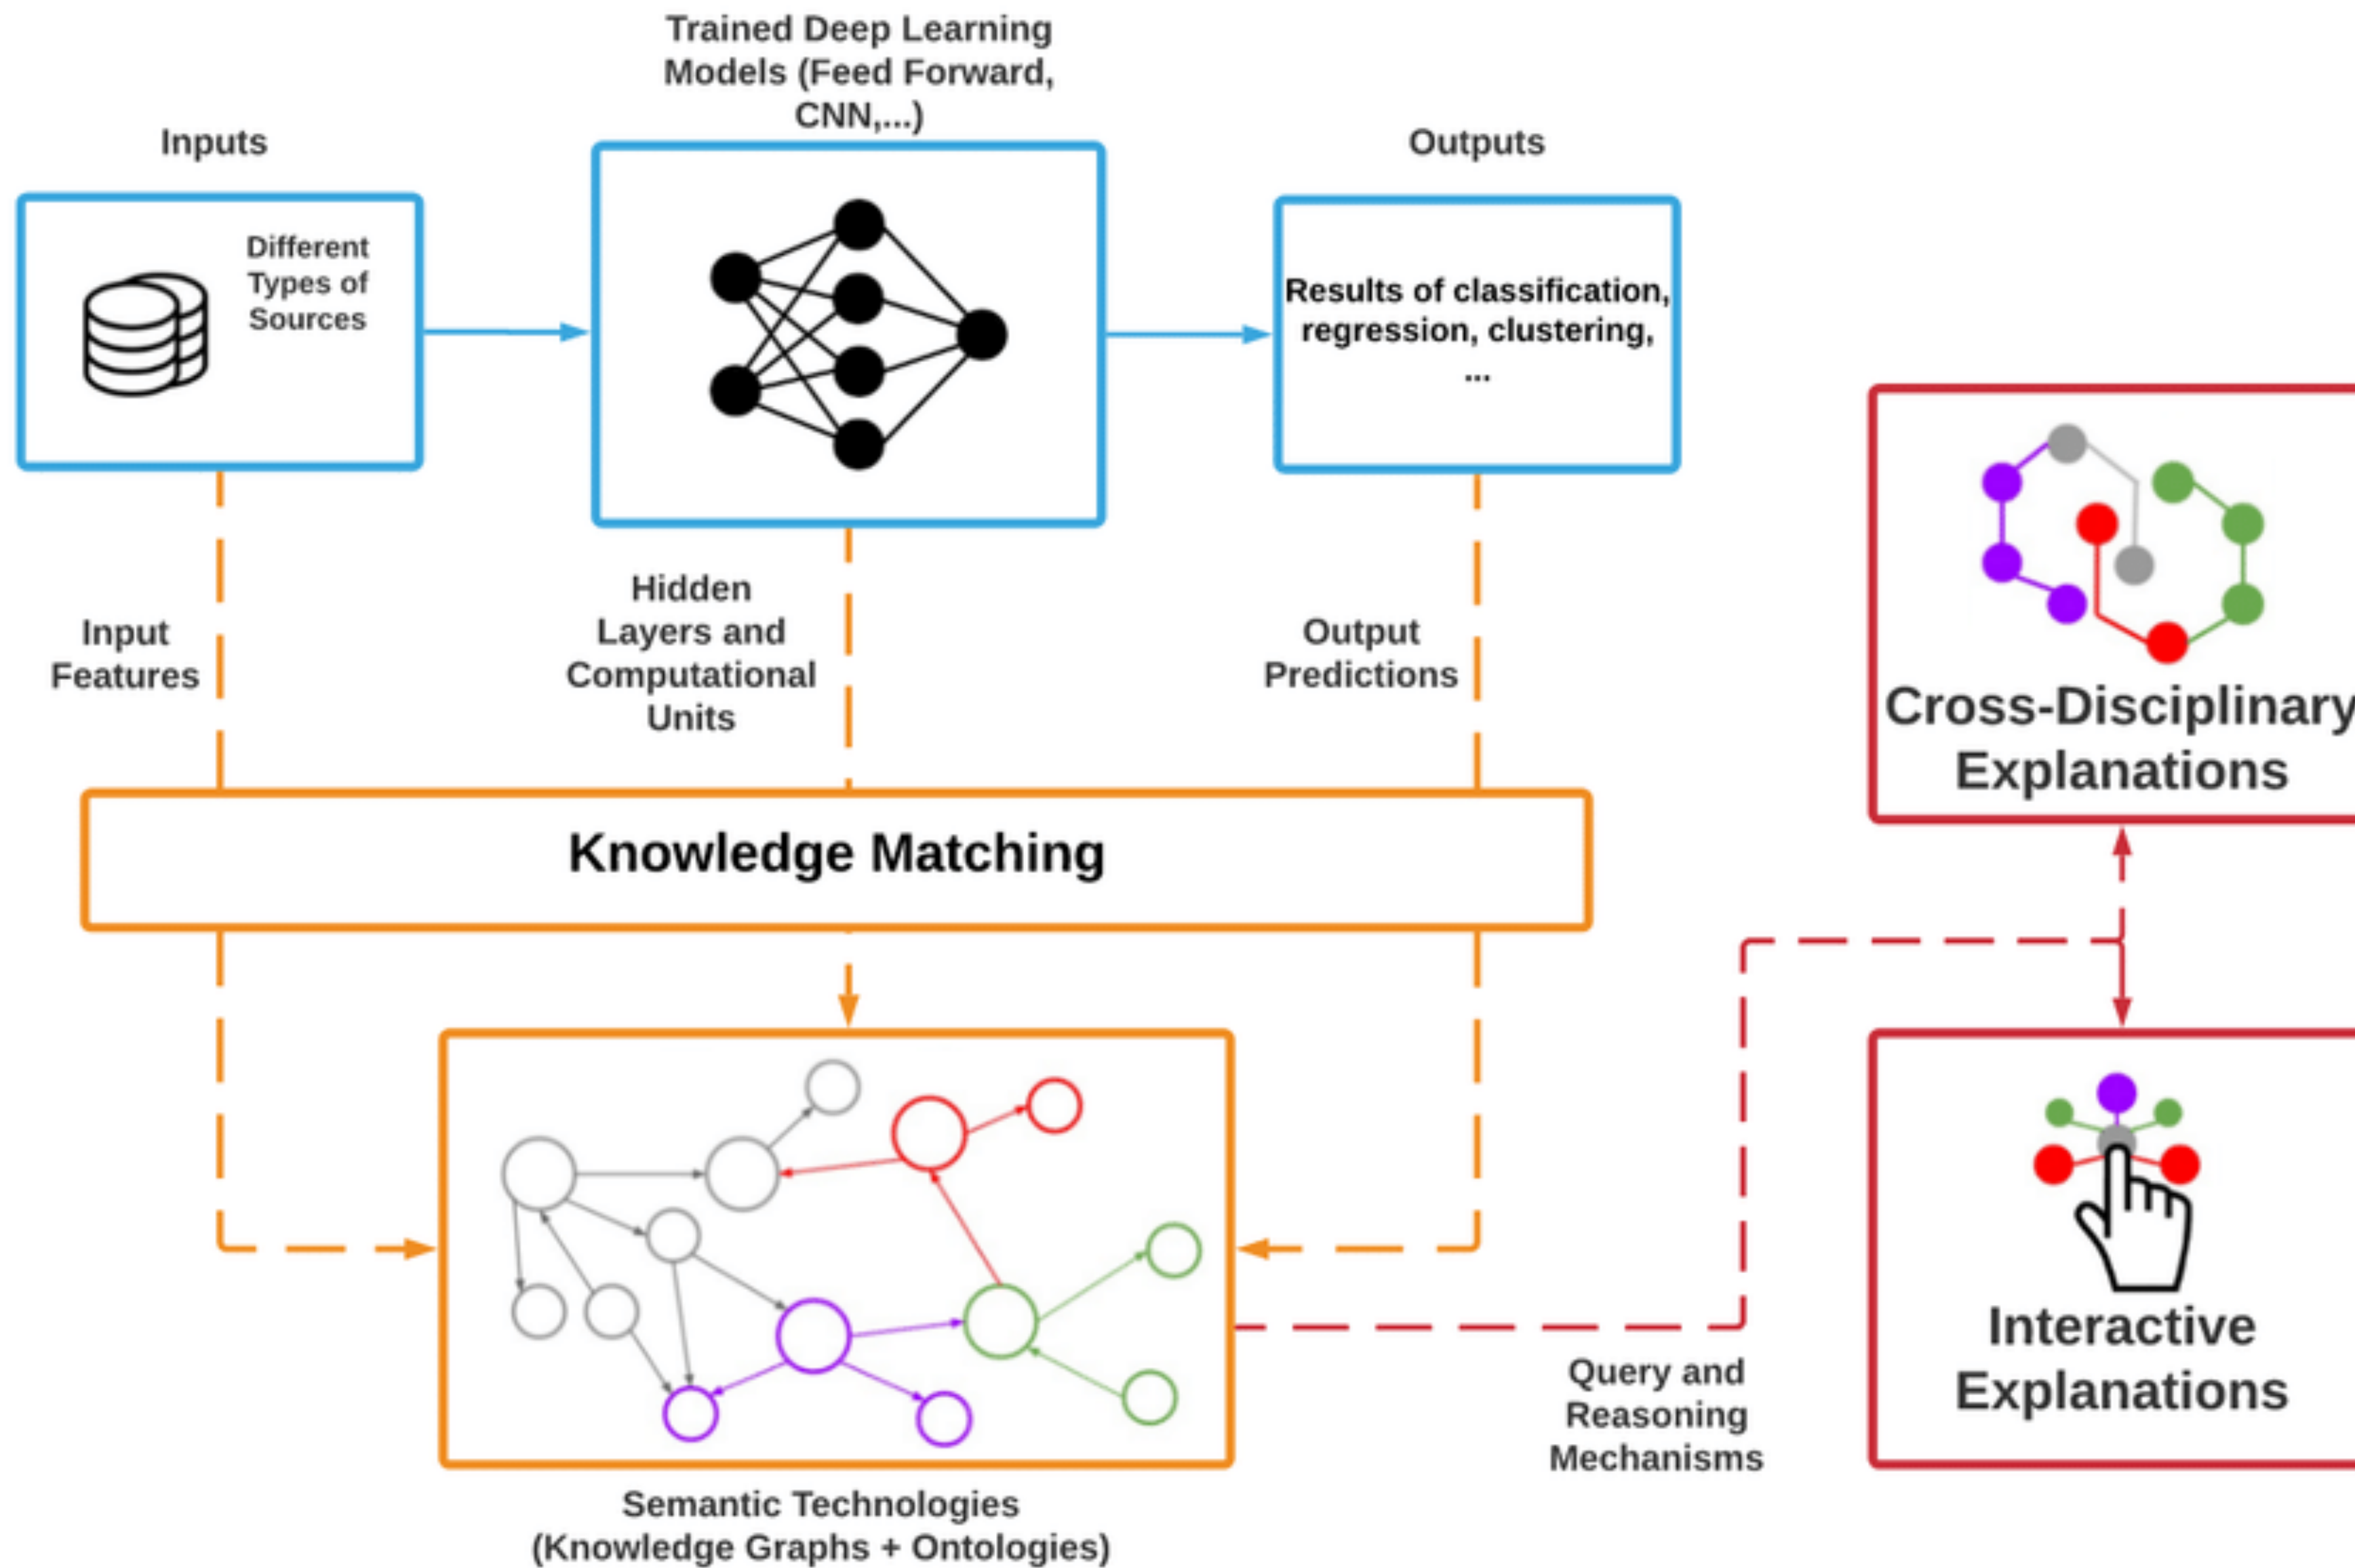 Trained Deep Learning
Models (Feed Forward,
CNN,...)
Inputs
Outputs
Different
Types of
Sources
Results of classification,
regression, clustering,
...
Input
Features
Hidden
Layers and
Computational
Units
Output
Predictions
Cross-Disciplinary
Explanations
Knowledge Matching
Interactive
Explanations
Query and
Reasoning
Mechanisms
Semantic Technologies
(Knowledge Graphs + Ontologies)